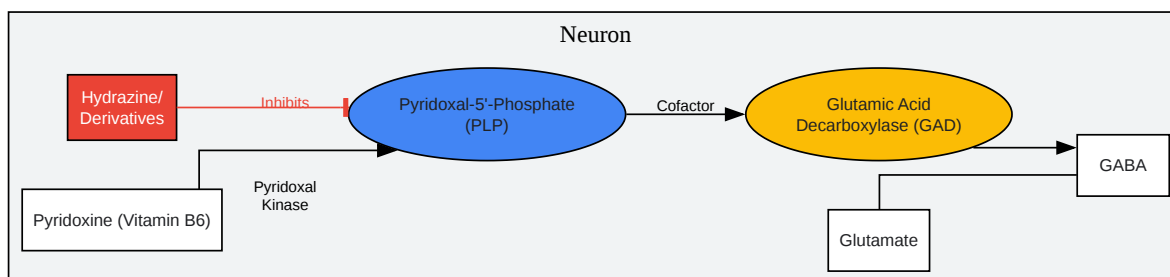 Neuron
Hydrazine/
Derivatives
Inhibits
Pyridoxal-5'-Phosphate
(PLP)
Cofactor
Glutamic Acid
Decarboxylase (GAD)
GABA
Pyridoxal
Kinase
Pyridoxine (Vitamin B6)
Glutamate